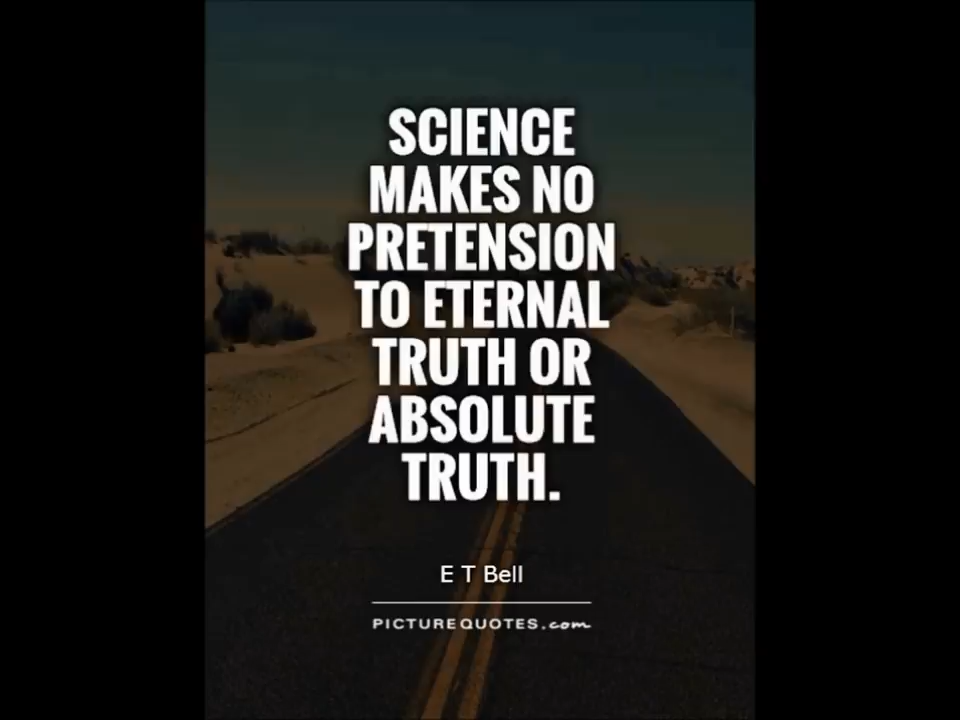 SCIENCE
MAKES NO
PRETENSION
TO ETERNAL
TRUTH OR
ABSOLUTE
TRUTH.
E T Bell
PICTUREQUOTES.com